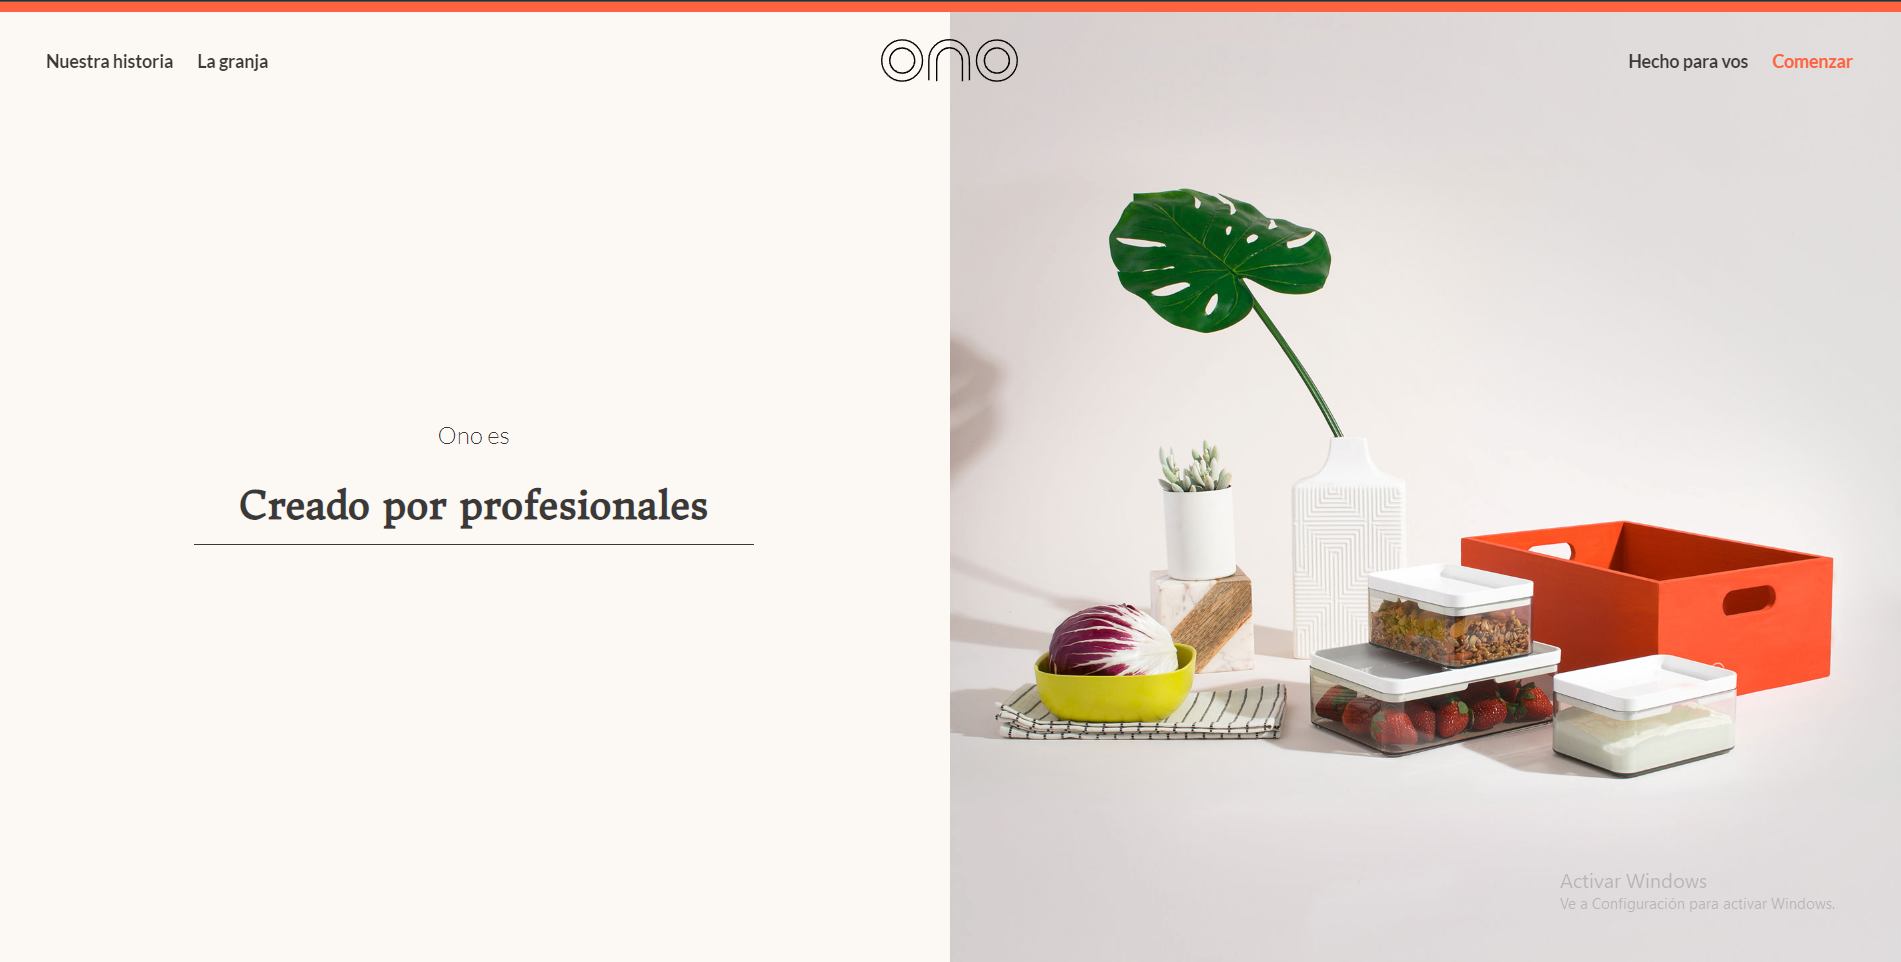 Nuestra historia La granja
ono
Hecho para vos Comenzar
Ono es
Creado por profesionales
Activar Windows
Ve a Configuración para activar Windows.